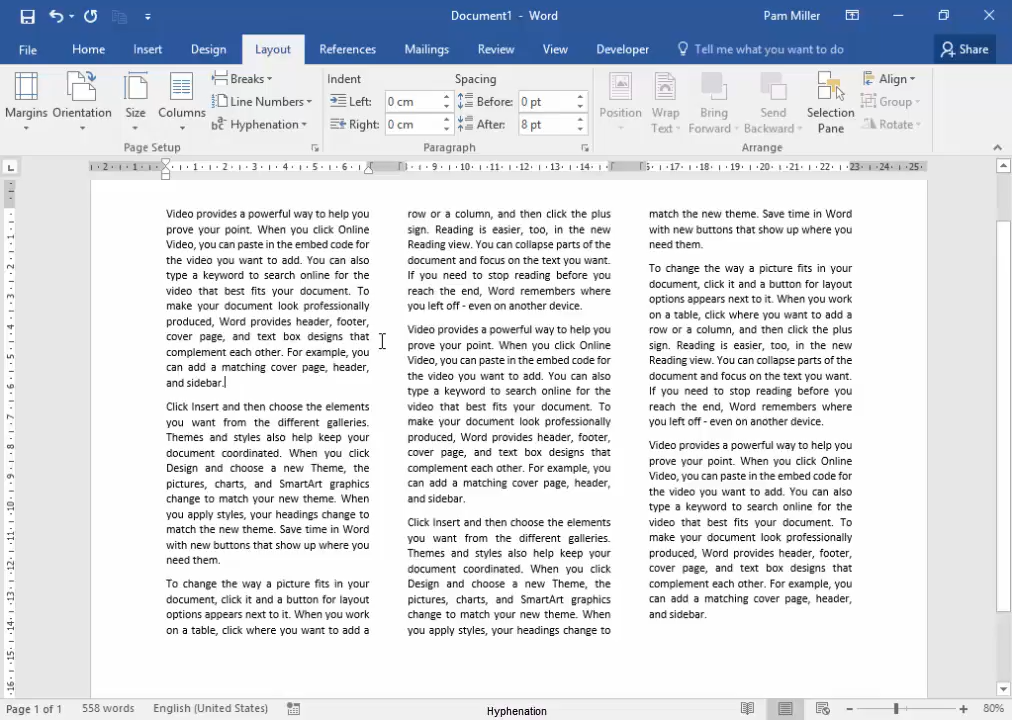 Document1 - Word
Pam Miller
File Home Insert Design Layout References Mailings Review View Developer Tell me what you want to do Share
Margins
Orientation
Size
Columns
Breaks
Line Numbers
Hyphenation
Page Setup
Indent
Left: 0 cm
Right: 0 cm
Spacing
Before: 0 pt
After: 8 pt
Paragraph
Position
Wrap
Text
Bring
Forward
Send
Backward
Selection
Pane
Align
Group
Rotate
Arrange
Video provides a powerful way to help you
prove your point. When you click Online
Video, you can paste in the embed code for
the video you want to add. You can also
type a keyword to search online for the
video that best fits your document. To
make your document look professionally
produced, Word provides header, footer,
cover page, and text box designs that
complement each other. For example, you
can add a matching cover page, header,
and sidebar.
Click Insert and then choose the elements
you want from the different galleries.
Themes and styles also help keep your
document coordinated. When you click
Design and choose a new Theme, the
pictures, charts, and SmartArt graphics
change to match your new theme. When
you apply styles, your headings change to
match the new theme. Save time in Word
with new buttons that show up where you
need them.
To change the way a picture fits in your
document, click it and a button for layout
options appears next to it. When you work
on a table, click where you want to add a
row or a column, and then click the plus
sign. Reading is easier, too, in the new
Reading view. You can collapse parts of the
document and focus on the text you want.
If you need to stop reading before you
reach the end, Word remembers where
you left off - even on another device.
Video provides a powerful way to help you
prove your point. When you click Online
Video, you can paste in the embed code for
the video you want to add. You can also
type a keyword to search online for the
video that best fits your document. To
make your document look professionally
produced, Word provides header, footer,
cover page, and text box designs that
complement each other. For example, you
can add a matching cover page, header,
and sidebar.
Click Insert and then choose the elements
you want from the different galleries.
Themes and styles also help keep your
document coordinated. When you click
Design and choose a new Theme, the
pictures, charts, and SmartArt graphics
change to match your new theme. When
you apply styles, your headings change to
match the new theme. Save time in Word
with new buttons that show up where you
need them.
To change the way a picture fits in your
document, click it and a button for layout
options appears next to it. When you work
on a table, click where you want to add a
row or a column, and then click the plus
sign. Reading is easier, too, in the new
Reading view. You can collapse parts of the
document and focus on the text you want.
If you need to stop reading before you
reach the end, Word remembers where
you left off - even on another device.
Video provides a powerful way to help you
prove your point. When you click Online
Video, you can paste in the embed code for
the video you want to add. You can also
type a keyword to search online for the
video that best fits your document. To
make your document look professionally
produced, Word provides header, footer,
cover page, and text box designs that
complement each other. For example, you
can add a matching cover page, header,
and sidebar.
Page 1 of 1 558 words English (United States) Hyphenation 80%